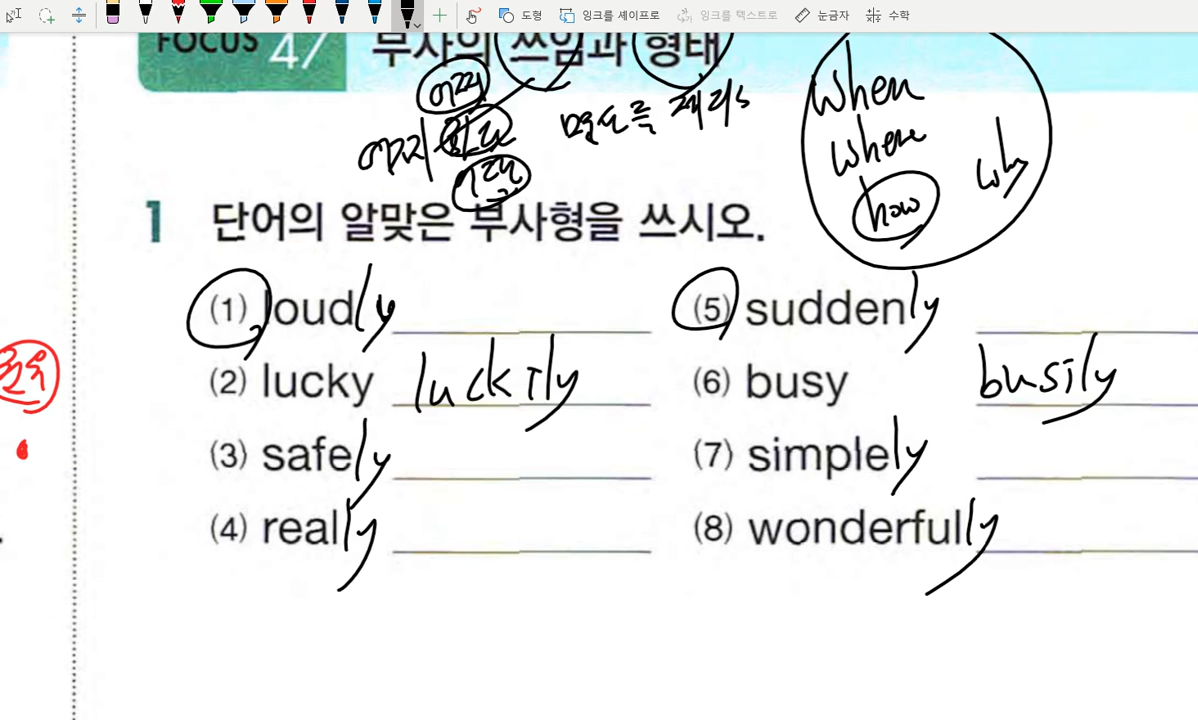 도형 잉크를 셰이프로 잉크를 텍스트로 눈금자 수학
FOCUS 47 부사의 쓰임과 형태
when
where
how
why
1 단어의 알맞은 부사형을 쓰시오.
(1) loudly
(5) suddenly
(2) lucky luckily
(6) busy busily
(3) safely
(7) simplely
(4) really
(8) wonderfully